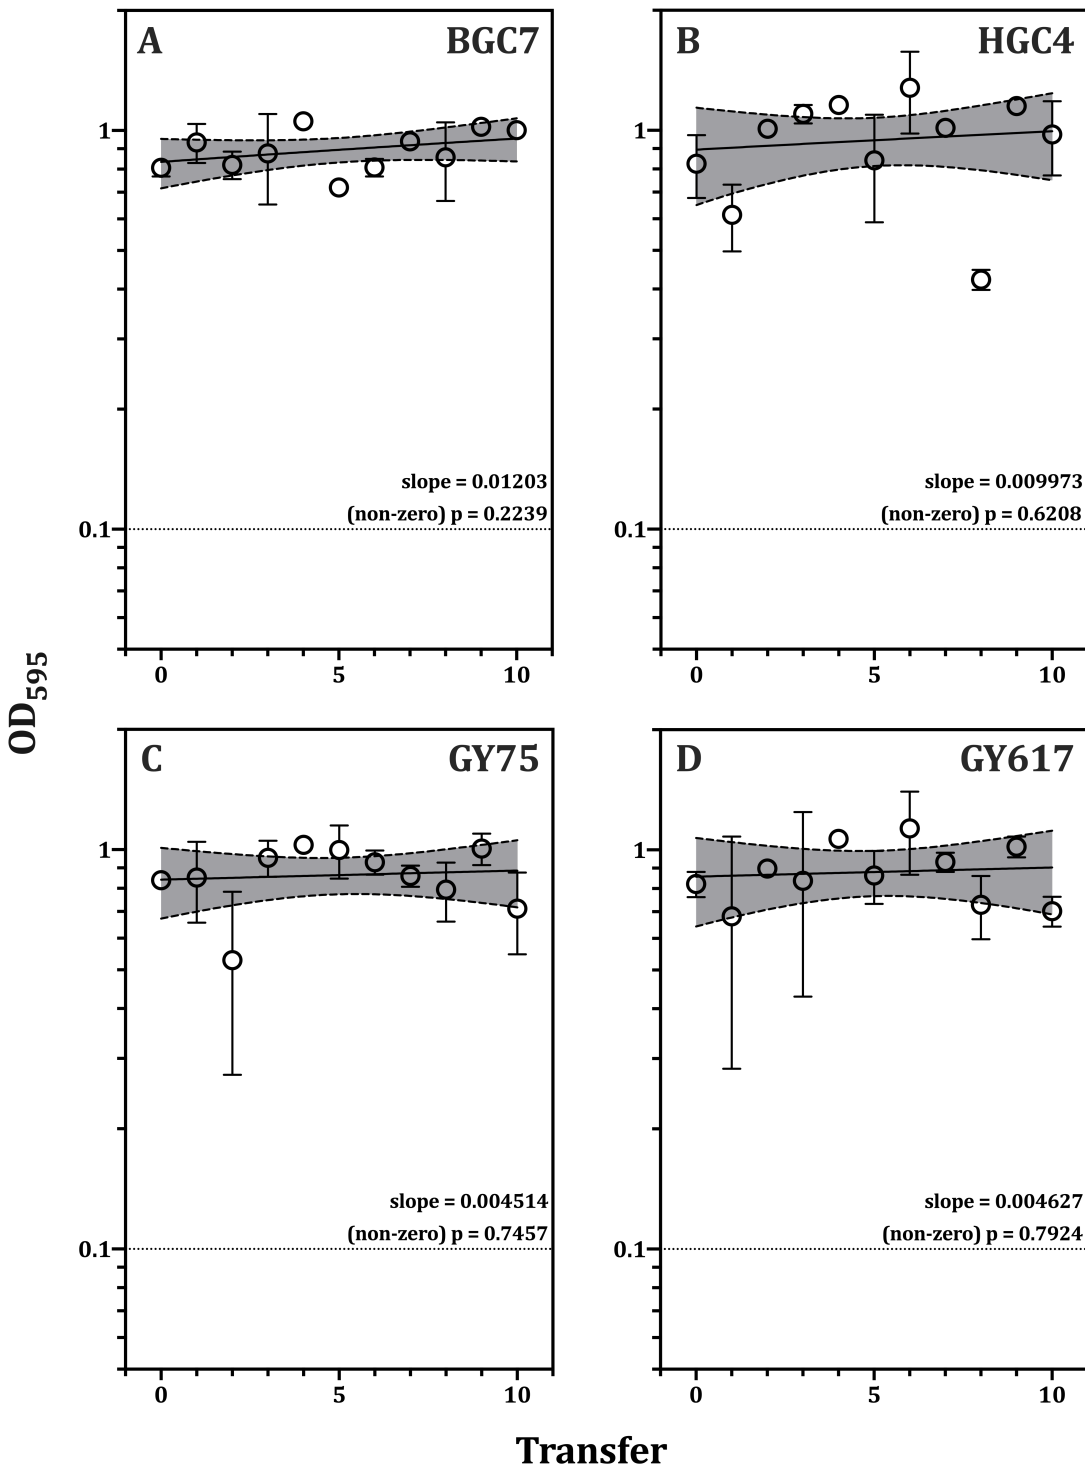 A BGC7
1
slope = 0.01203
(non-zero) p = 0.2239
0.1
0 5 10
B HGC4
1
slope = 0.009973
(non-zero) p = 0.6208
0.1
0 5 10
OD595
C GY75
1
slope = 0.004514
(non-zero) p = 0.7457
0.1
0 5 10
D GY617
1
slope = 0.004627
(non-zero) p = 0.7924
0.1
0 5 10
Transfer